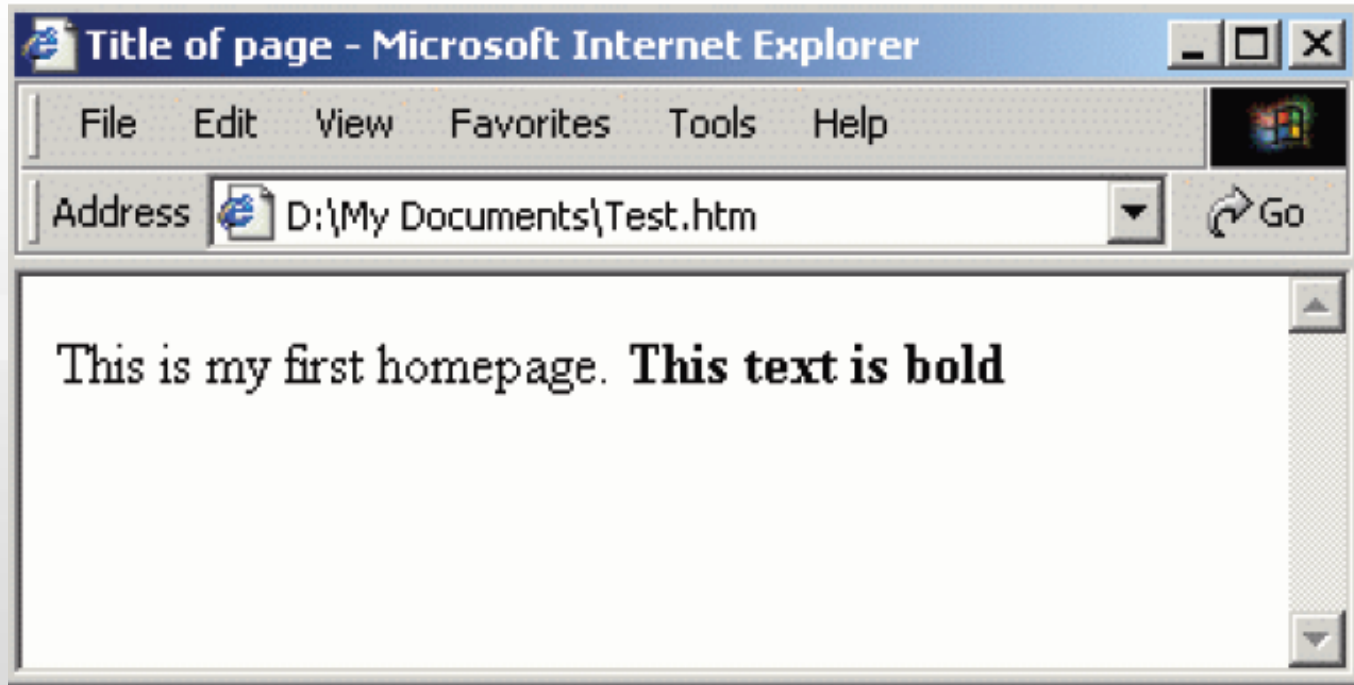 Title of page - Microsoft Internet Explorer
File Edit View Favorites Tools Help
Address D:\My Documents\Test.htm Go
This is my first homepage. This text is bold